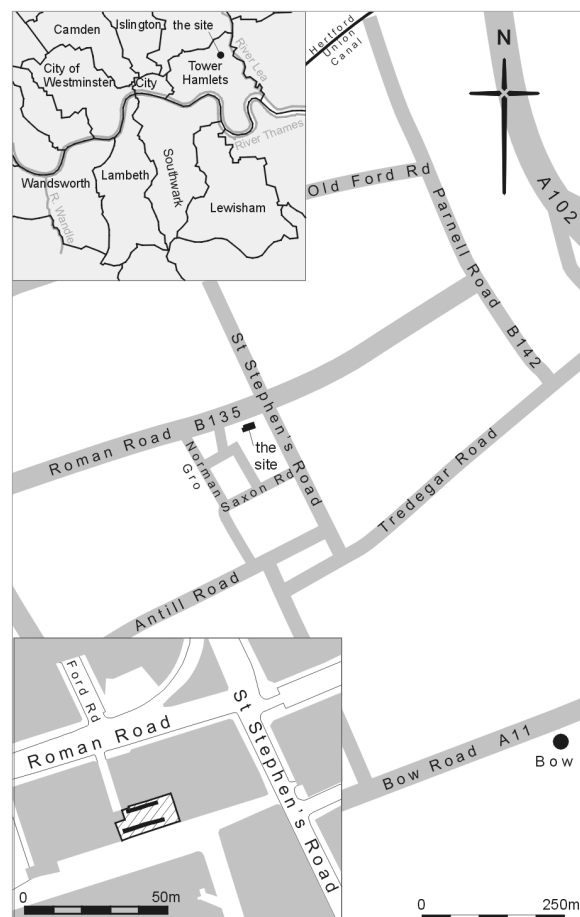 Camden
Islington
the site
River Lea
City of
Westminster
City
Tower
Hamlets
River Thames
Wandsworth
Lambeth
Southwark
Lewisham
R. Wandle
Hertford
Union
Canal
N
A102
Old Ford Rd
Parnell Road B142
St Stephen's Road
Roman Road B135
the
site
Norman
Gro
Saxon Rd
Tredegar Road
Antill Road
Bow Road A11
Bow
Ford Rd
Roman Road
St Stephen's Road
0 50m
0 250m